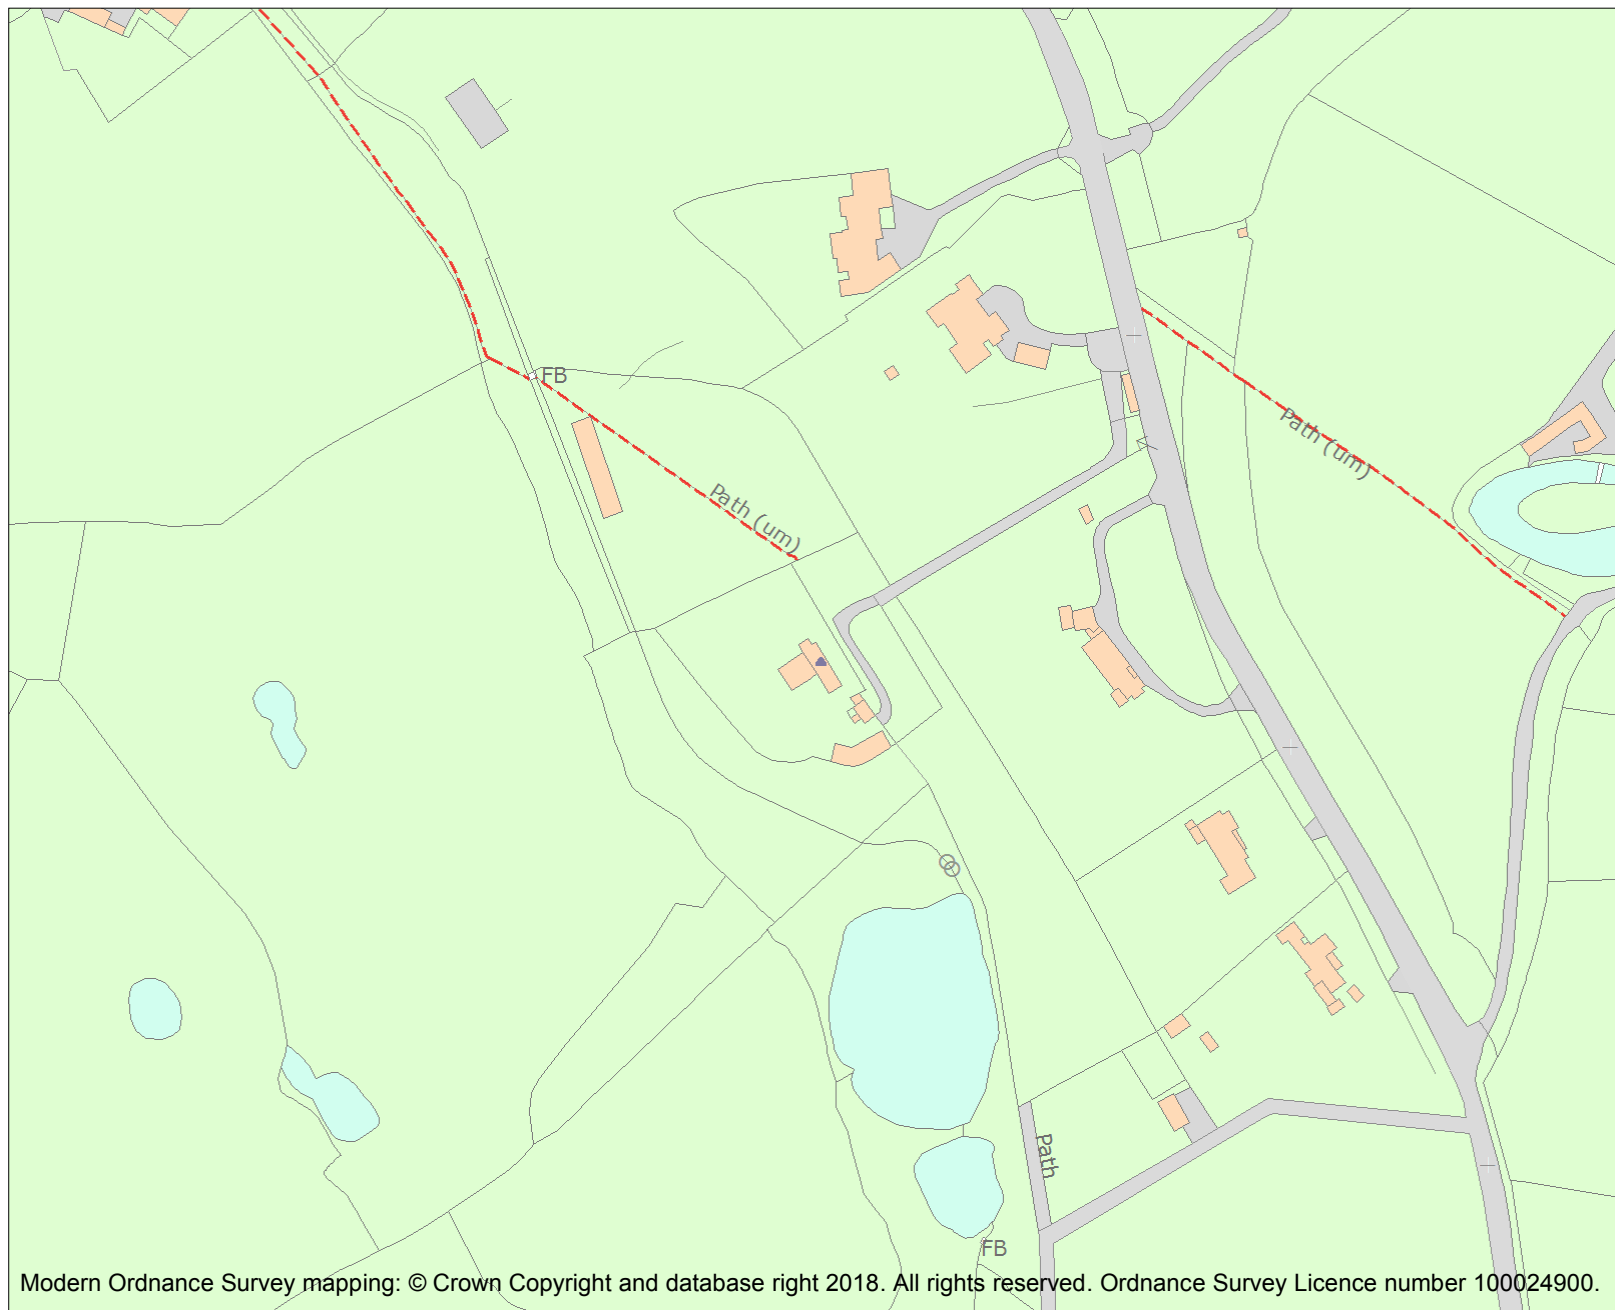 FB
Path (um)
Path (um)
Path
FB
Modern Ordnance Survey mapping: © Crown Copyright and database right 2018. All rights reserved. Ordnance Survey Licence number 100024900.